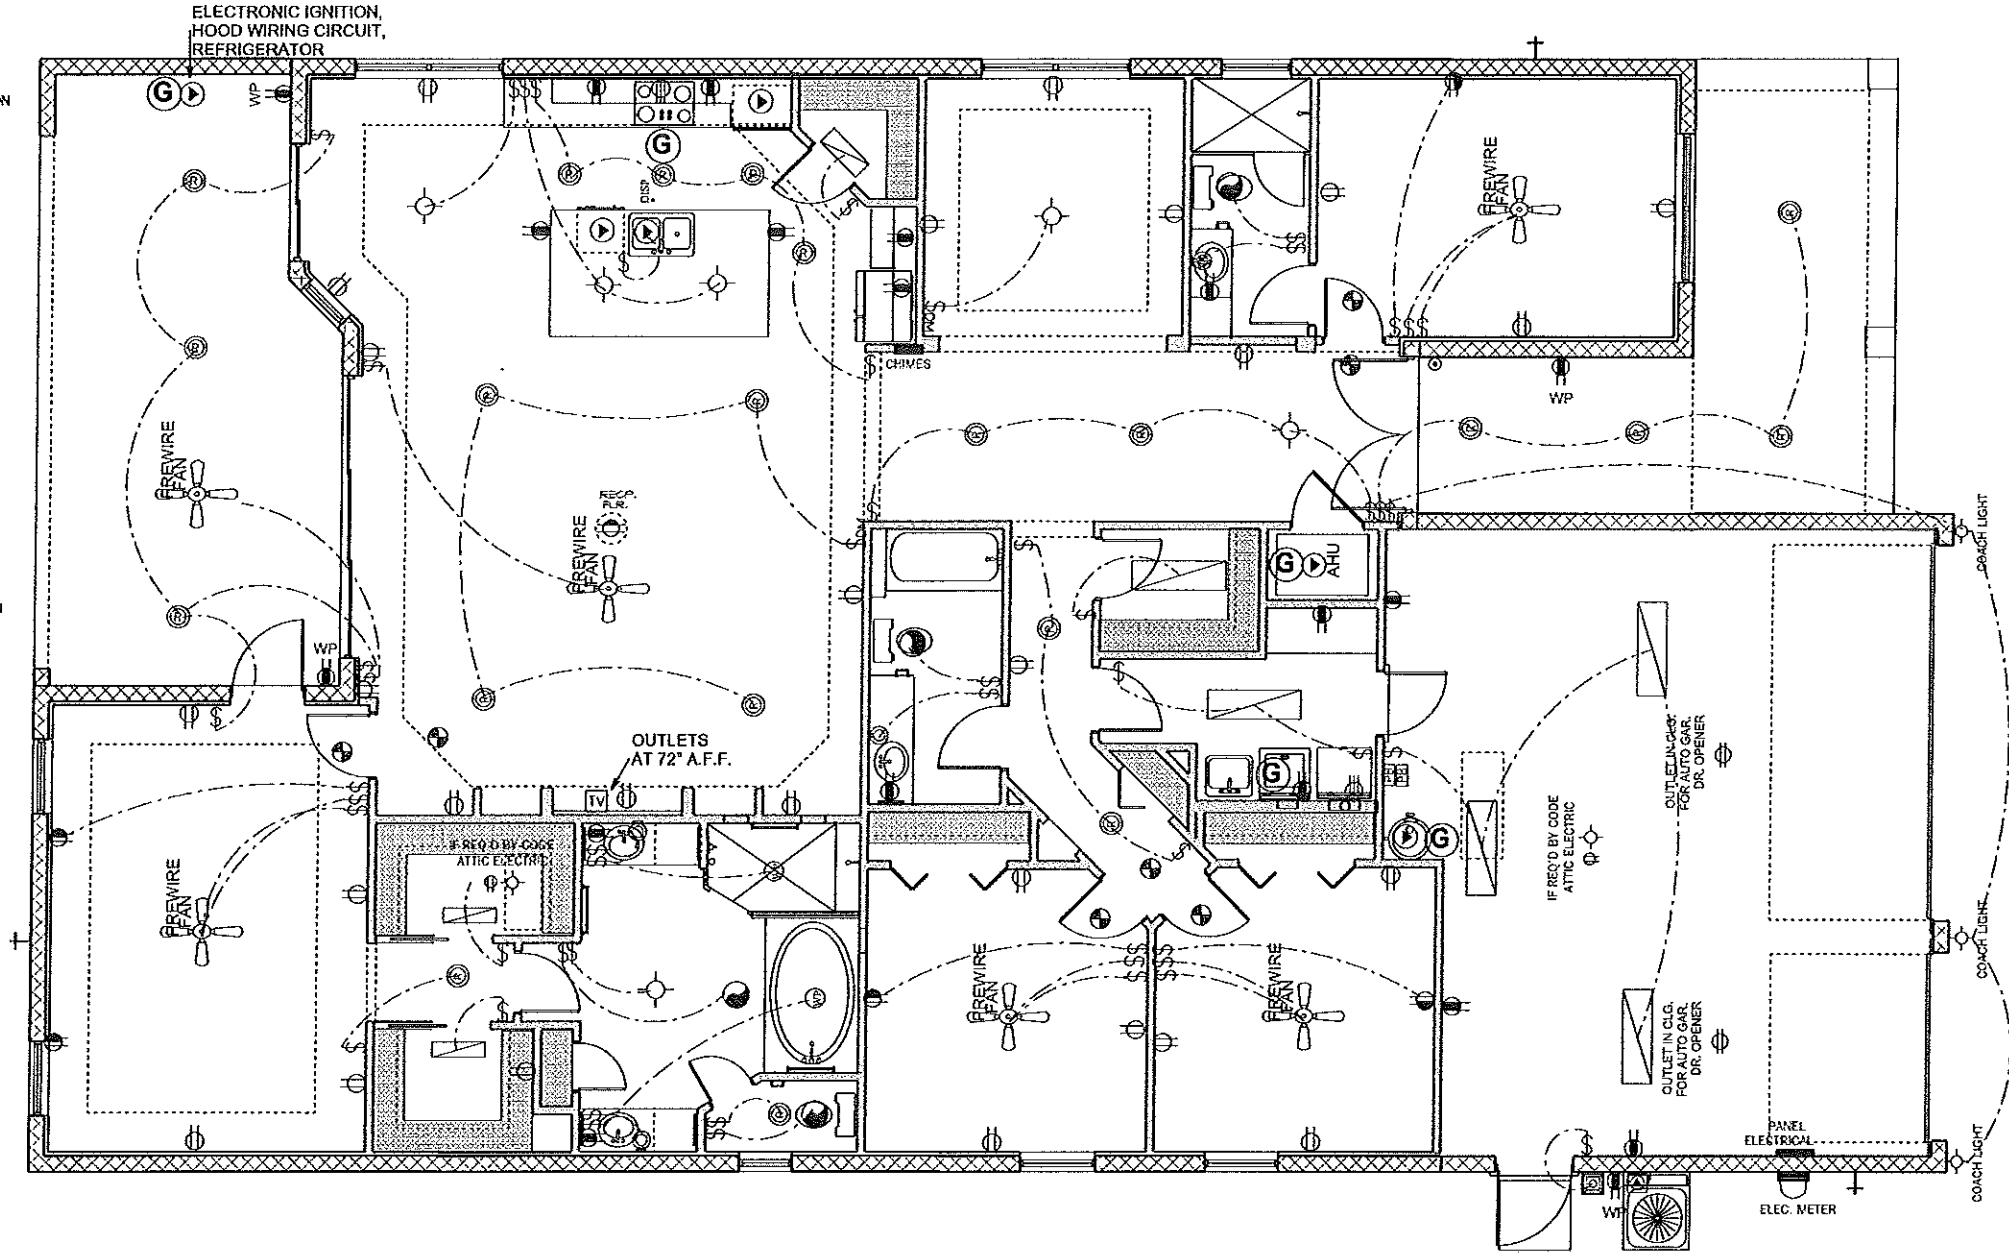 ELECTRONIC IGNITION,
HOOD WIRING CIRCUIT,
REFRIGERATOR
G
WP
G
DISP
PREWIRE
FAN
CHIMES
WP
PREWIRE
FAN
RECP.
FLR.
PREWIRE
FAN
COACH LIGHT
G
AHU
WP
OUTLETS
AT 72" A.F.F.
TV
G
OUTLET IN CLG.
FOR AUTO GAR.
DR. OPENER
G
IF REQ'D BY CODE
ATTIC ELECTRIC
IF REQ'D BY CODE
ATTIC ELECTRIC
PREWIRE
FAN
PREWIRE
FAN
PREWIRE
FAN
COACH LIGHT
WP
OUTLET IN CLG.
FOR AUTO GAR.
DR. OPENER
PANEL
ELECTRICAL
COACH LIGHT
WP
ELEC. METER